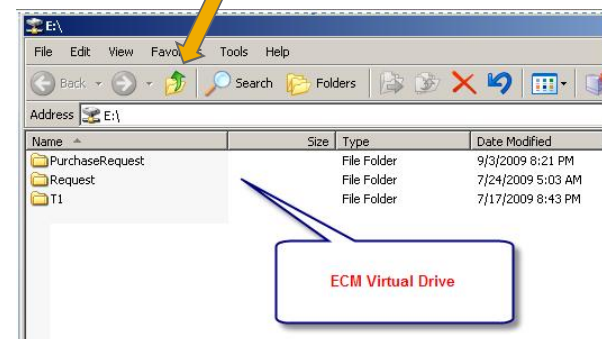 E:\
File Edit View Favo s Tools Help
Back Search Folders
Address E:\
Name Size Type Date Modified
PurchaseRequest File Folder 9/3/2009 8:21 PM
Request File Folder 7/24/2009 5:03 AM
T1 File Folder 7/17/2009 8:43 PM
ECM Virtual Drive